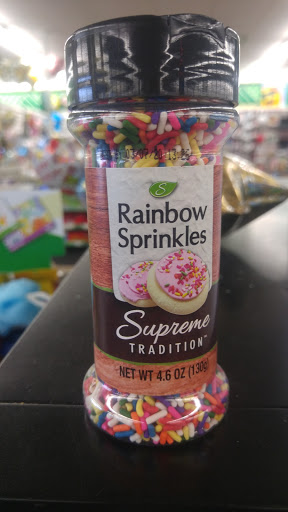 S
Rainbow
Sprinkles
Supreme
TRADITION™
NET WT 4.6 OZ (130g)